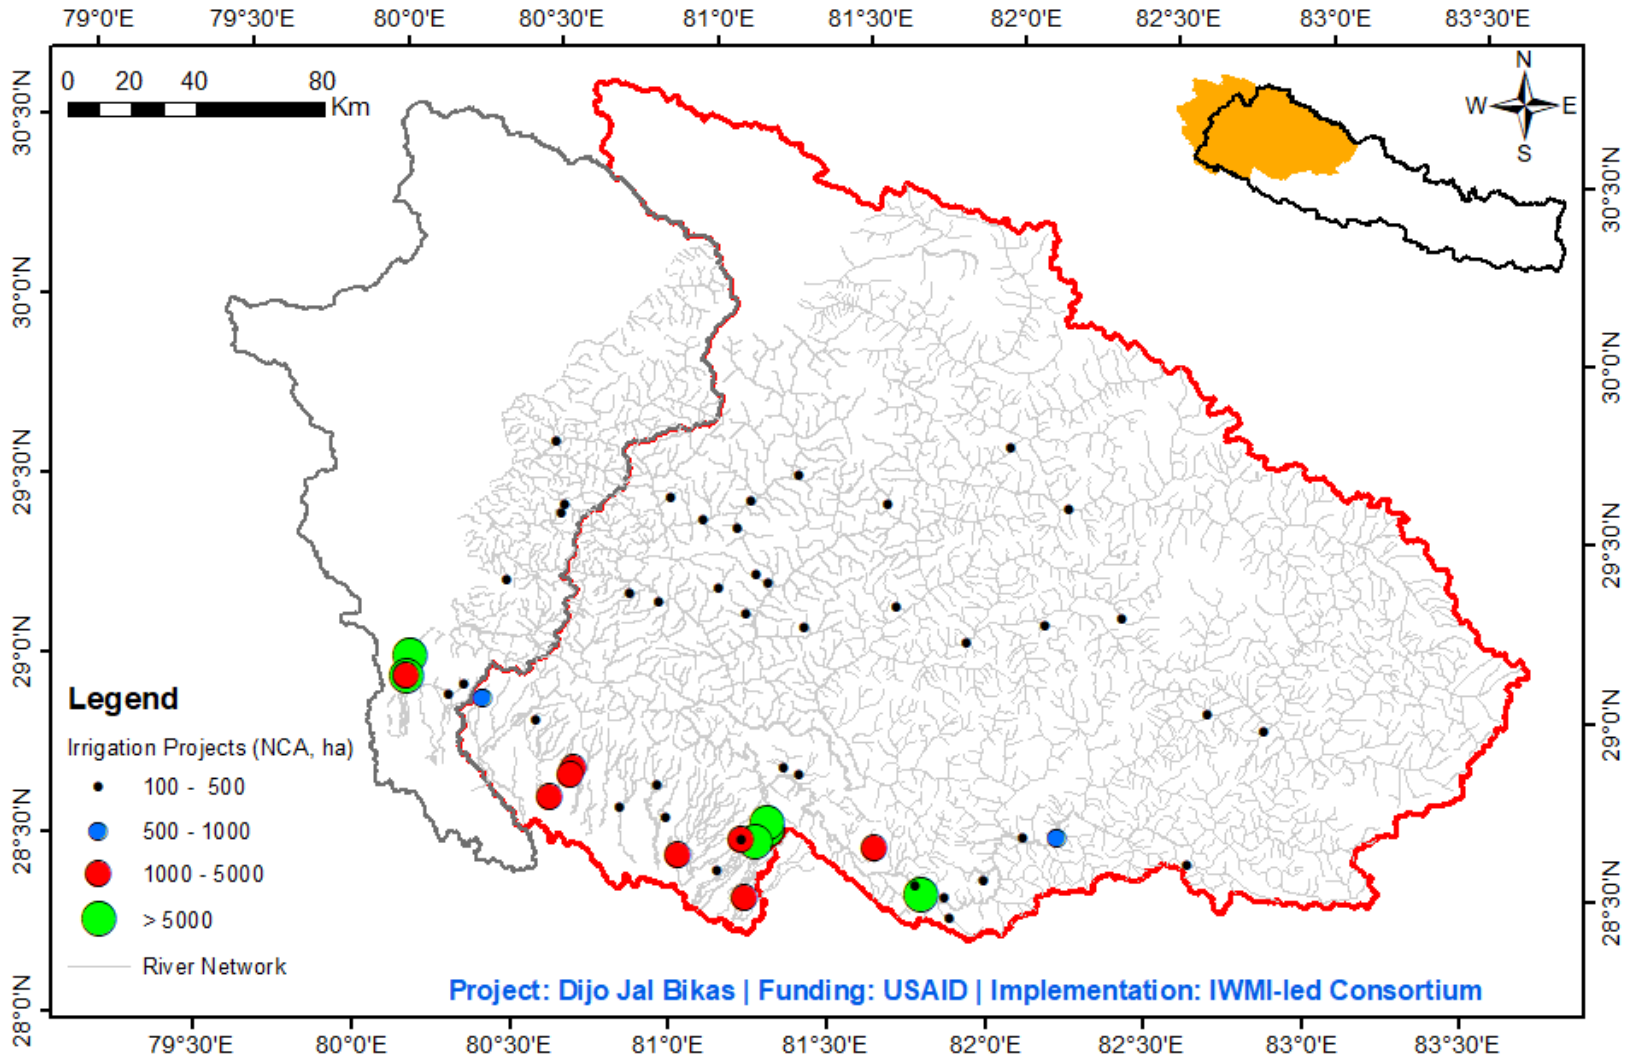 79°0'E 79°30'E 80°0'E 80°30'E 81°0'E 81°30'E 82°0'E 82°30'E 83°0'E 83°30'E
0 20 40 80
Km
N
W E
S
30°30'N
30°0'N
29°30'N
29°0'N
28°30'N
28°0'N
30°30'N
30°0'N
29°30'N
29°0'N
28°30'N
Legend
Irrigation Projects (NCA, ha)
100 - 500
500 - 1000
1000 - 5000
> 5000
River Network
Project: Dijo Jal Bikas | Funding: USAID | Implementation: IWMI-led Consortium
79°30'E 80°0'E 80°30'E 81°0'E 81°30'E 82°0'E 82°30'E 83°0'E 83°30'E